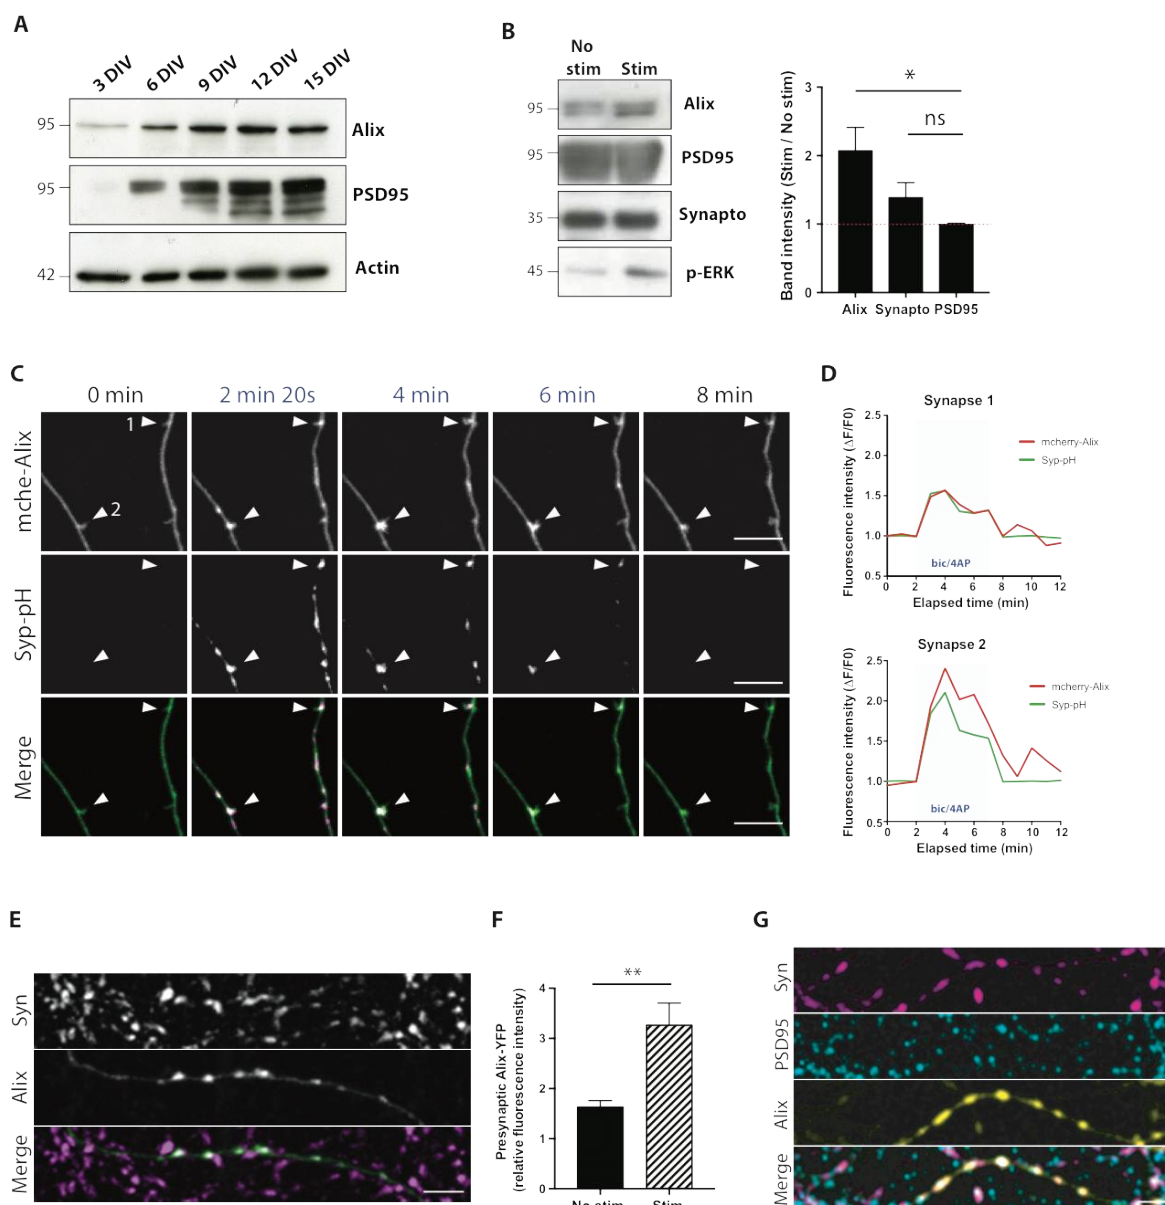 A
3 DIV
6 DIV
9 DIV
12 DIV
15 DIV
95
Alix
95
PSD95
42
Actin
B
No
stim
Stim
95
Alix
95
PSD95
35
Synapto
45
p-ERK
Band intensity (Stim / No stim)
3
2
1
0
*
ns
Alix Synapto PSD95
C
0 min
2 min 20s
4 min
6 min
8 min
mche-Alix
1
2
Syp-pH
Merge
D
Synapse 1
Fluorescence intensity (ΔF/F0)
2.5
2.0
1.5
1.0
0.5
mcherry-Alix
Syp-pH
bic/4AP
0 2 4 6 8 10 12
Elapsed time (min)
Synapse 2
Fluorescence intensity (ΔF/F0)
2.5
2.0
1.5
1.0
0.5
mcherry-Alix
Syp-pH
bic/4AP
0 2 4 6 8 10 12
Elapsed time (min)
E
Syn
Alix
Merge
F
Presynaptic Alix-YFP
(relative fluorescence intensity)
4
3
2
1
0
**
No stim
Stim
G
Syn
PSD95
Alix
Merge